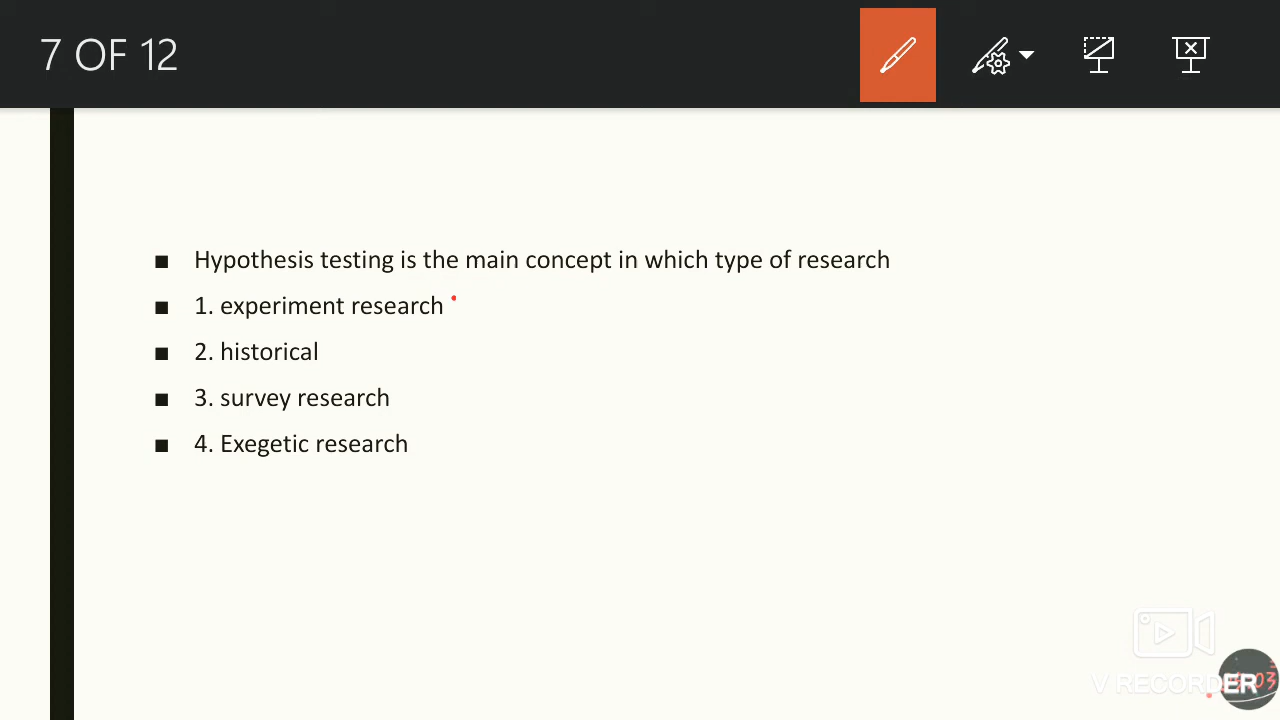 7 OF 12
■ Hypothesis testing is the main concept in which type of research
■ 1. experiment research
■ 2. historical
■ 3. survey research
■ 4. Exegetic research
V RECORDER